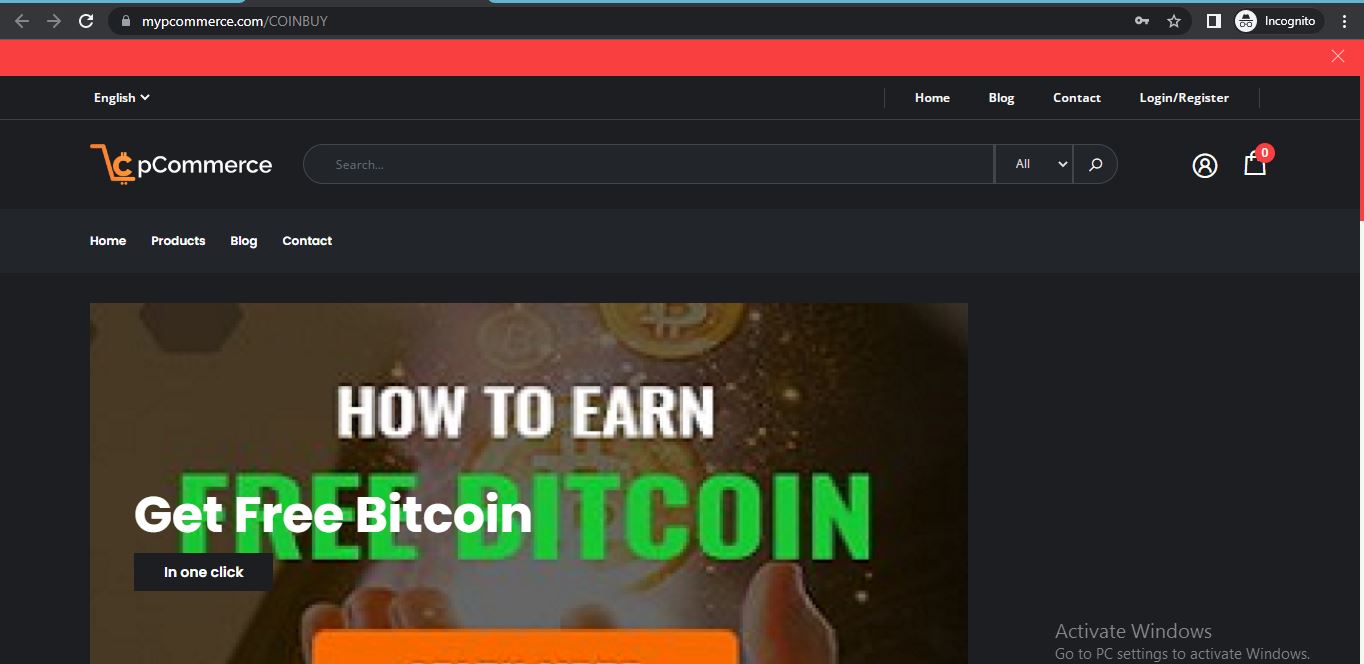 mypcommerce.com/COINBUY
Incognito
English
Home Blog Contact Login/Register
pCommerce
Search...
All
0
Home Products Blog Contact
HOW TO EARN
FREE BITCOIN
Get Free Bitcoin
In one click
Activate Windows
Go to PC settings to activate Windows.